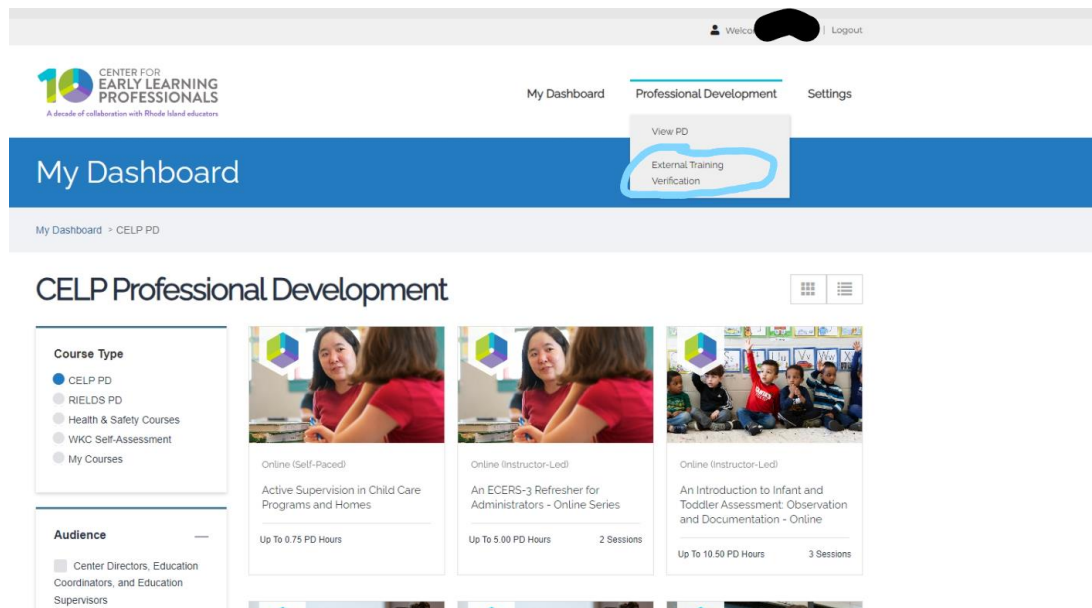 Logout
10 CENTER FOR
EARLY LEARNING
PROFESSIONALS
A decade of collaboration with Rhode Island educators
My Dashboard Professional Development Settings
View PD
External Training
Verification
My Dashboard
My Dashboard > CELP PD
CELP Professional Development
Course Type
CELP PD
RIELDS PD
Health & Safety Courses
WKC Self-Assessment
My Courses
Audience
Center Directors, Education
Coordinators, and Education
Supervisors
Online (Self-Paced)
Active Supervision in Child Care
Programs and Homes
Up To 0.75 PD Hours
Online (Instructor-Led)
An ECERS-3 Refresher for
Administrators - Online Series
Up To 5.00 PD Hours 2 Sessions
Online (Instructor-Led)
An Introduction to Infant and
Toddler Assessment: Observation
and Documentation - Online
Up To 10.50 PD Hours 3 Sessions